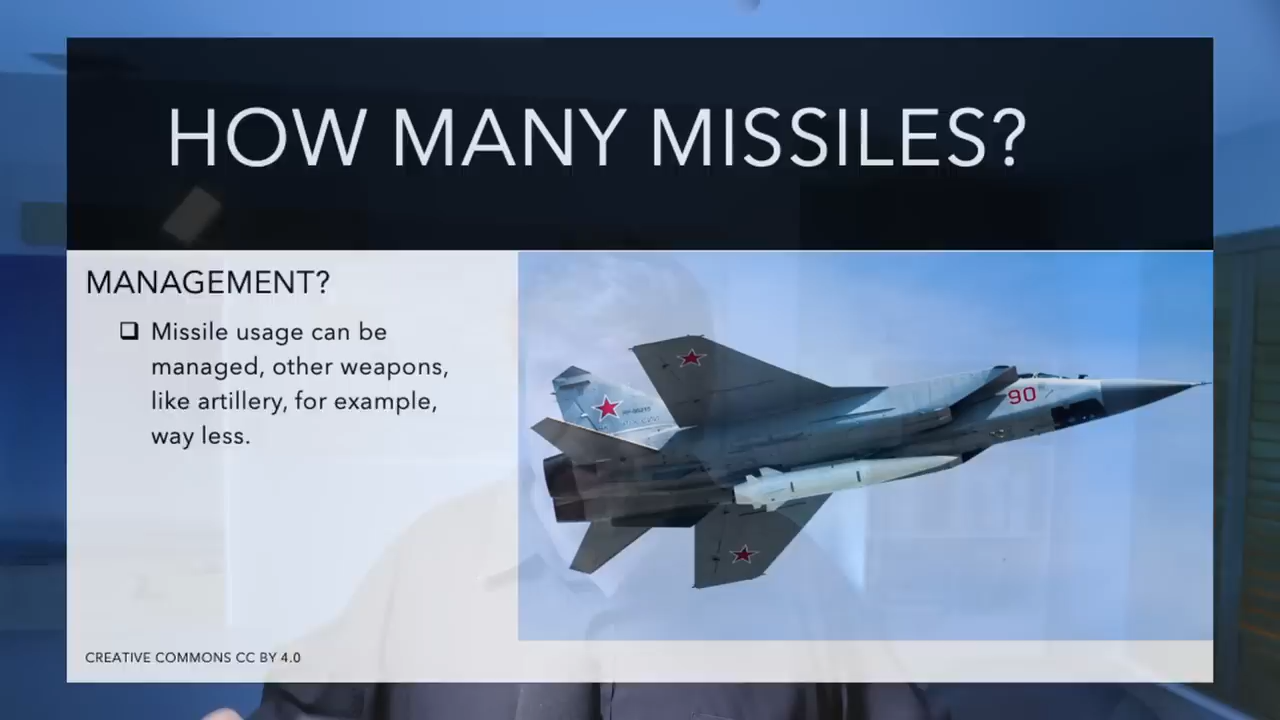 HOW MANY MISSILES?
MANAGEMENT?
Missile usage can be
managed, other weapons,
like artillery, for example,
way less.
90
CREATIVE COMMONS CC BY 4.0